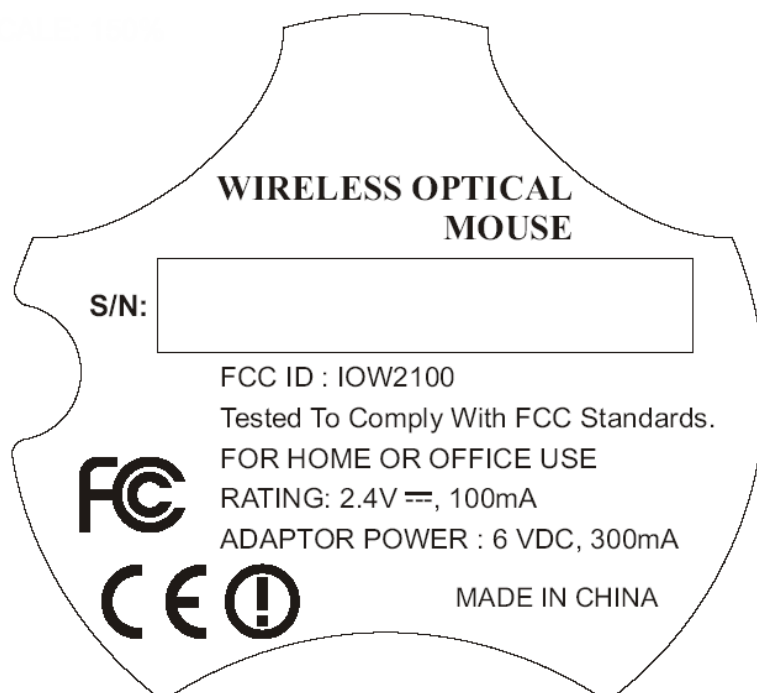 WIRELESS OPTICAL
MOUSE
S/N:
FCC ID : IOW2100
Tested To Comply With FCC Standards.
FOR HOME OR OFFICE USE
RATING: 2.4V ⎓, 100mA
ADAPTOR POWER : 6 VDC, 300mA
FC
CE
MADE IN CHINA